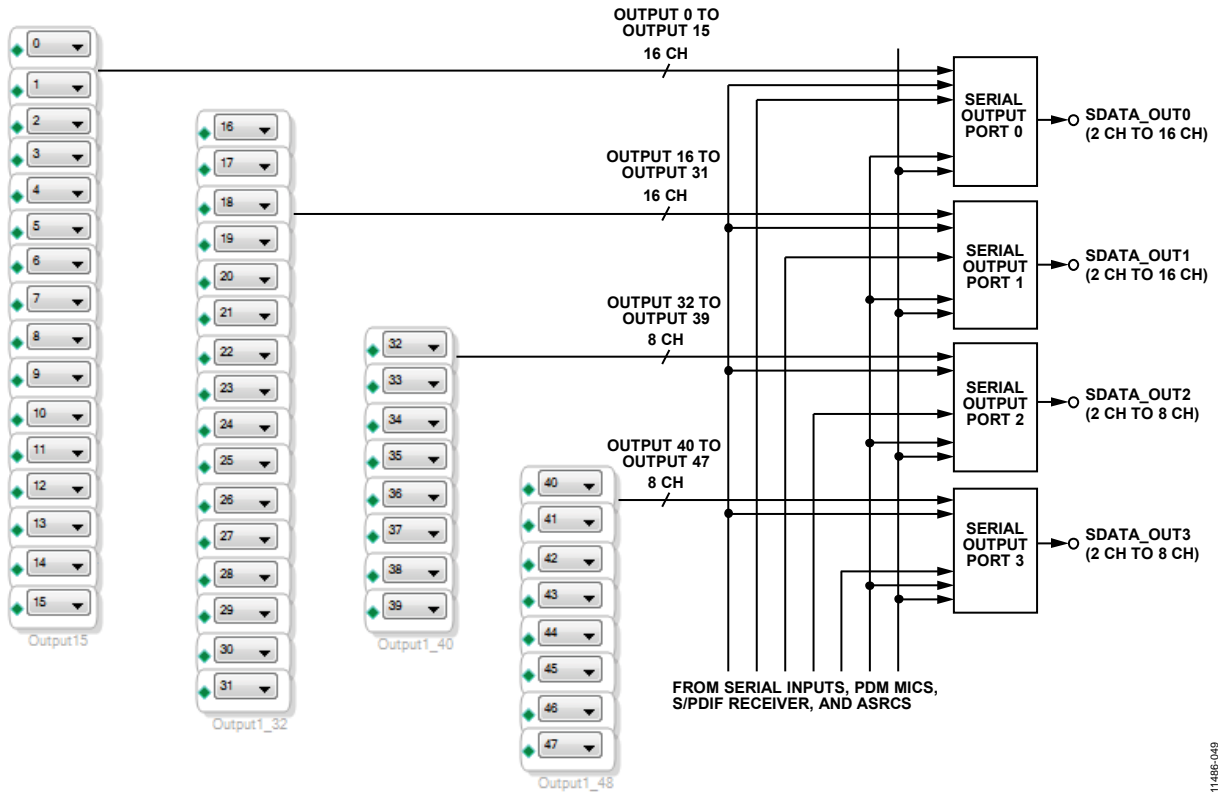 0
1
2
3
4
5
6
7
8
9
10
11
12
13
14
15
Output15
16
17
18
19
20
21
22
23
24
25
26
27
28
29
30
31
Output1_32
32
33
34
35
36
37
38
39
Output1_40
40
41
42
43
44
45
46
47
Output1_48
OUTPUT 0 TO
OUTPUT 15
16 CH
OUTPUT 16 TO
OUTPUT 31
16 CH
OUTPUT 32 TO
OUTPUT 39
8 CH
OUTPUT 40 TO
OUTPUT 47
8 CH
SERIAL
OUTPUT
PORT 0
SDATA_OUT0
(2 CH TO 16 CH)
SERIAL
OUTPUT
PORT 1
SDATA_OUT1
(2 CH TO 16 CH)
SERIAL
OUTPUT
PORT 2
SDATA_OUT2
(2 CH TO 8 CH)
SERIAL
OUTPUT
PORT 3
SDATA_OUT3
(2 CH TO 8 CH)
FROM SERIAL INPUTS, PDM MICS,
S/PDIF RECEIVER, AND ASRCS
11486-049